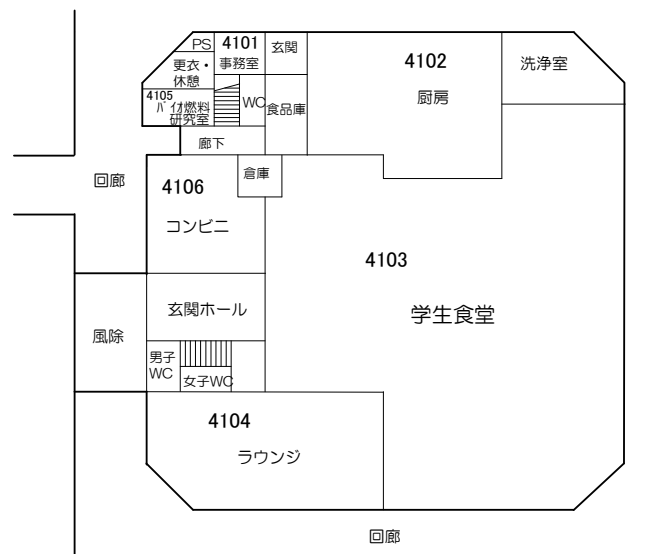 PS
4101
事務室
玄関
4102
厨房
洗浄室
更衣・
休憩
4105
バイオ燃料
研究室
WC
食品庫
廊下
倉庫
回廊
4106
コンビニ
4103
学生食堂
玄関ホール
風除
男子
WC
女子WC
4104
ラウンジ
回廊